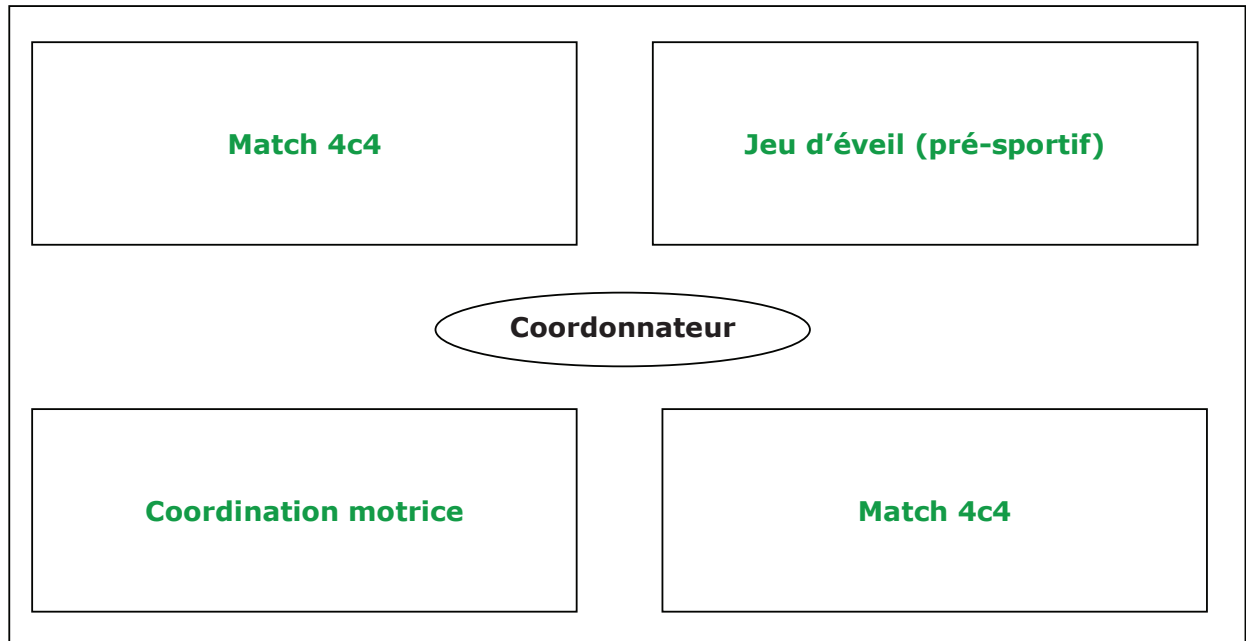 Match 4c4
Jeu d’éveil (pré-sportif)
Coordonnateur
Coordination motrice
Match 4c4